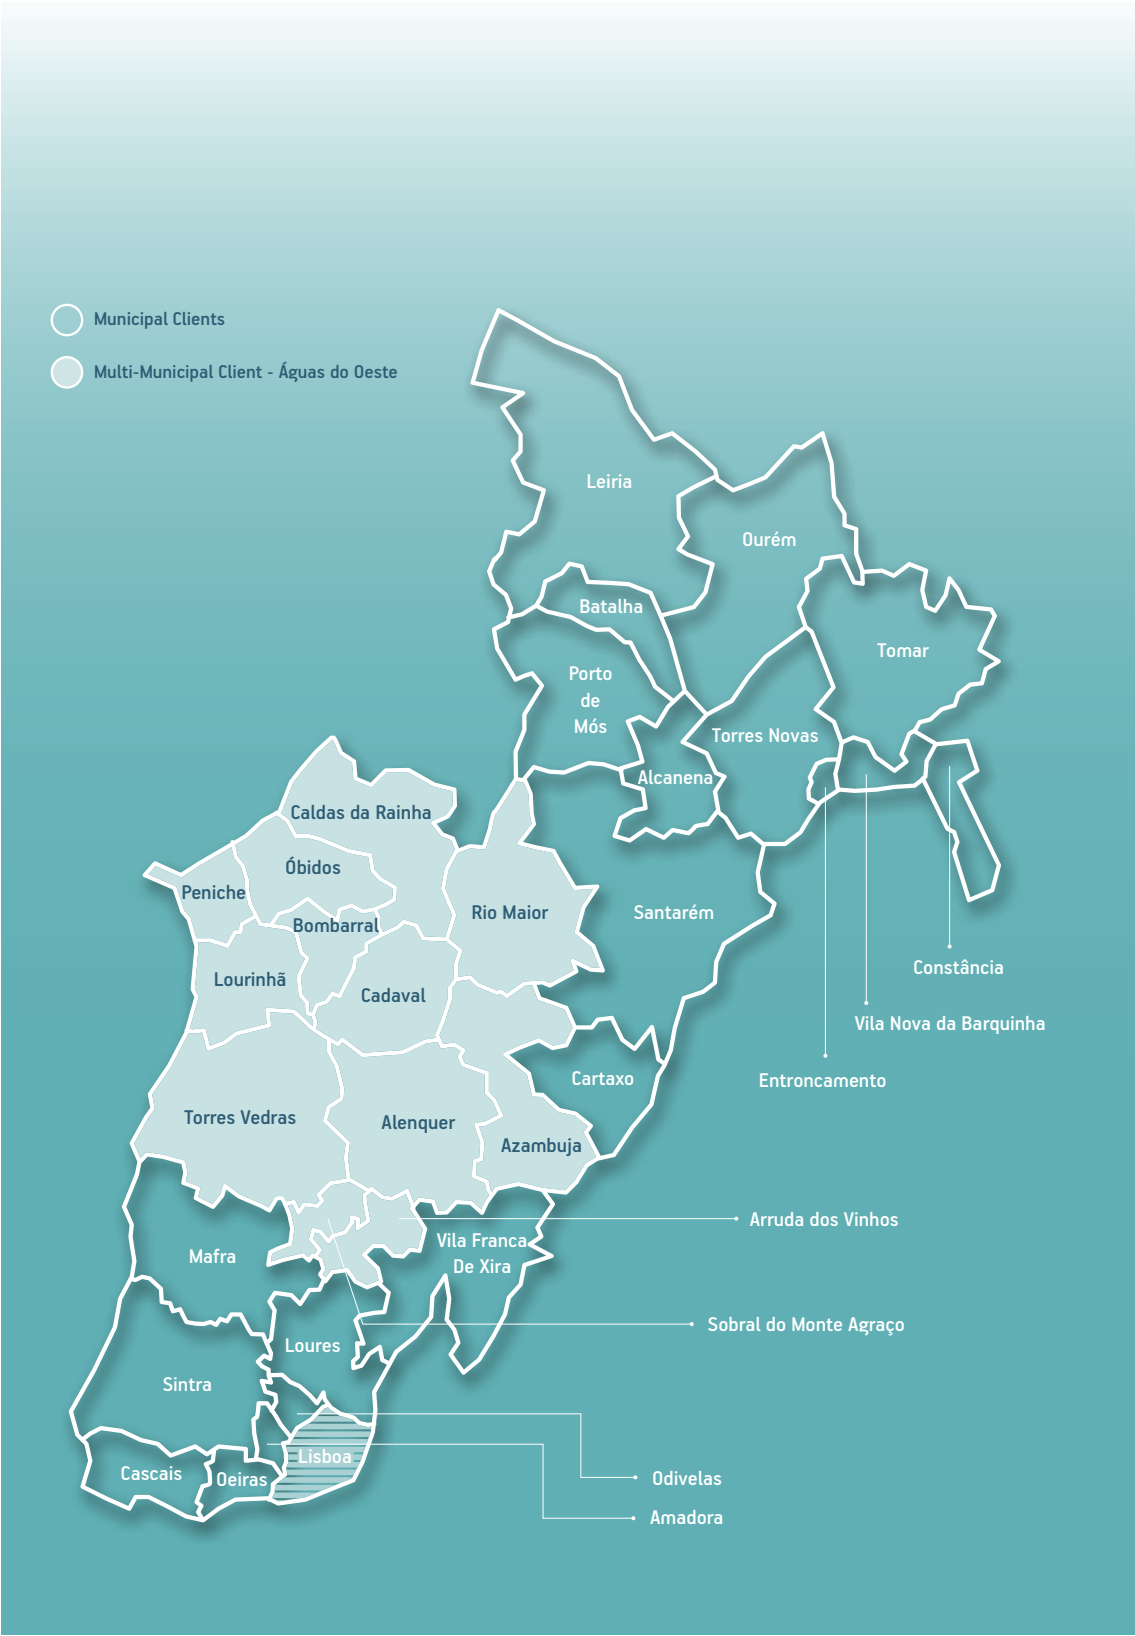 Municipal Clients
Multi-Municipal Client - Águas do Oeste
Leiria
Ourém
Batalha
Tomar
Porto
de
Mós
Torres Novas
Alcanena
Caldas da Rainha
Óbidos
Peniche
Rio Maior
Santarém
Bombarral
Constância
Lourinhã
Cadaval
Vila Nova da Barquinha
Cartaxo
Entroncamento
Torres Vedras
Alenquer
Azambuja
Arruda dos Vinhos
Vila Franca
De Xira
Mafra
Sobral do Monte Agraço
Loures
Sintra
Lisboa
Cascais
Oeiras
Odivelas
Amadora